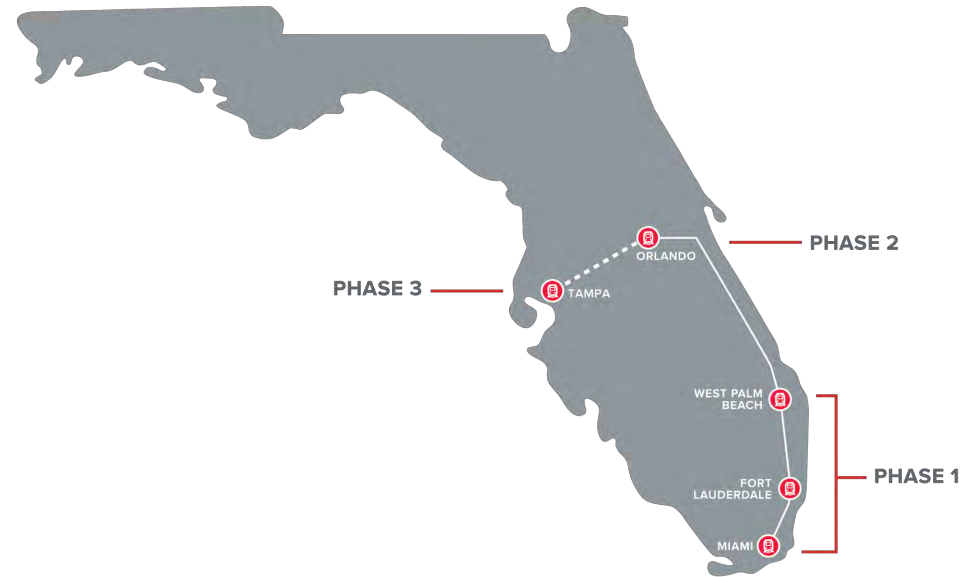 PHASE 2
ORLANDO
PHASE 3
TAMPA
WEST PALM
BEACH
PHASE 1
FORT
LAUDERDALE
MIAMI